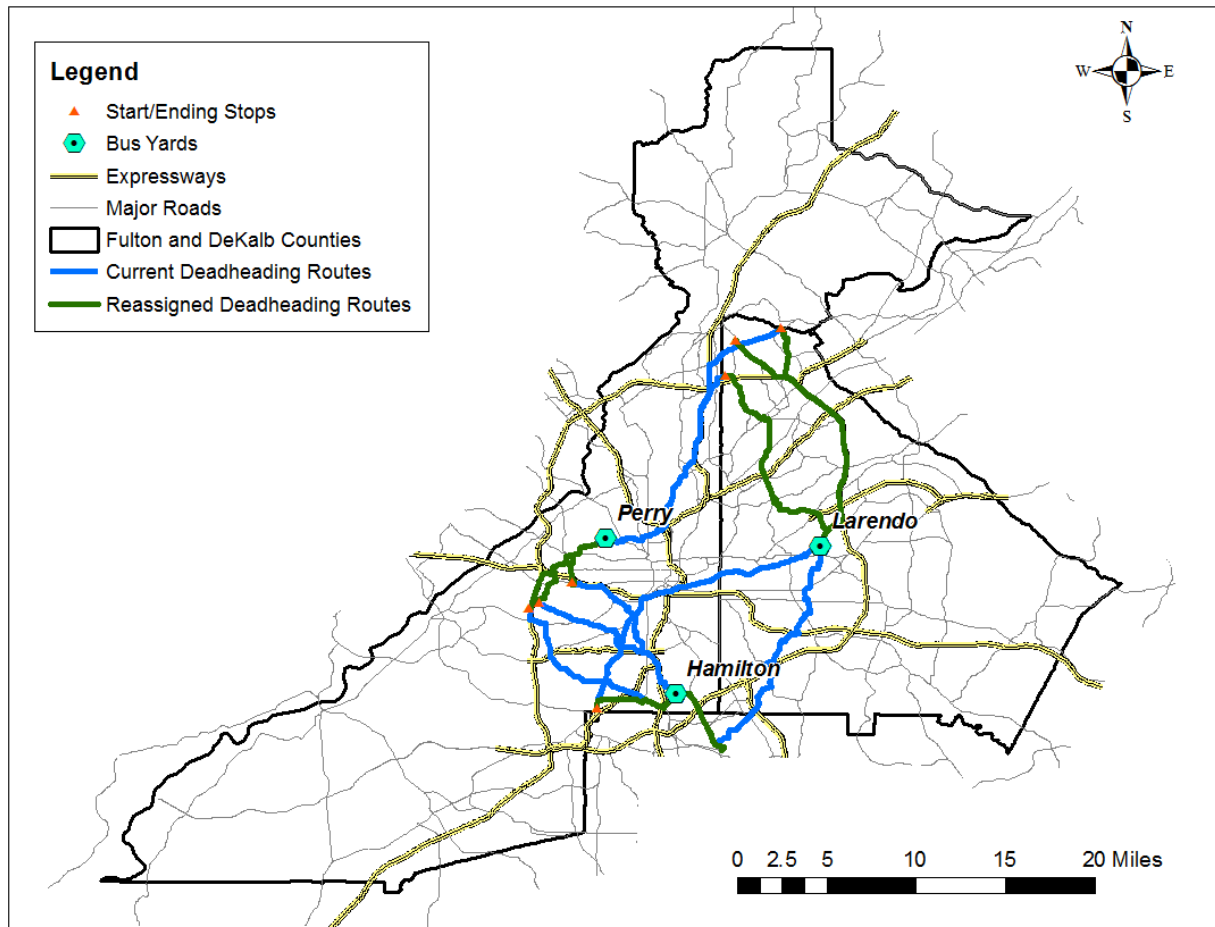 Legend
Start/Ending Stops
Bus Yards
Expressways
Major Roads
Fulton and DeKalb Counties
Current Deadheading Routes
Reassigned Deadheading Routes
N
W
E
S
Perry
Larendo
Hamilton
0 2.5 5 10 15 20 Miles